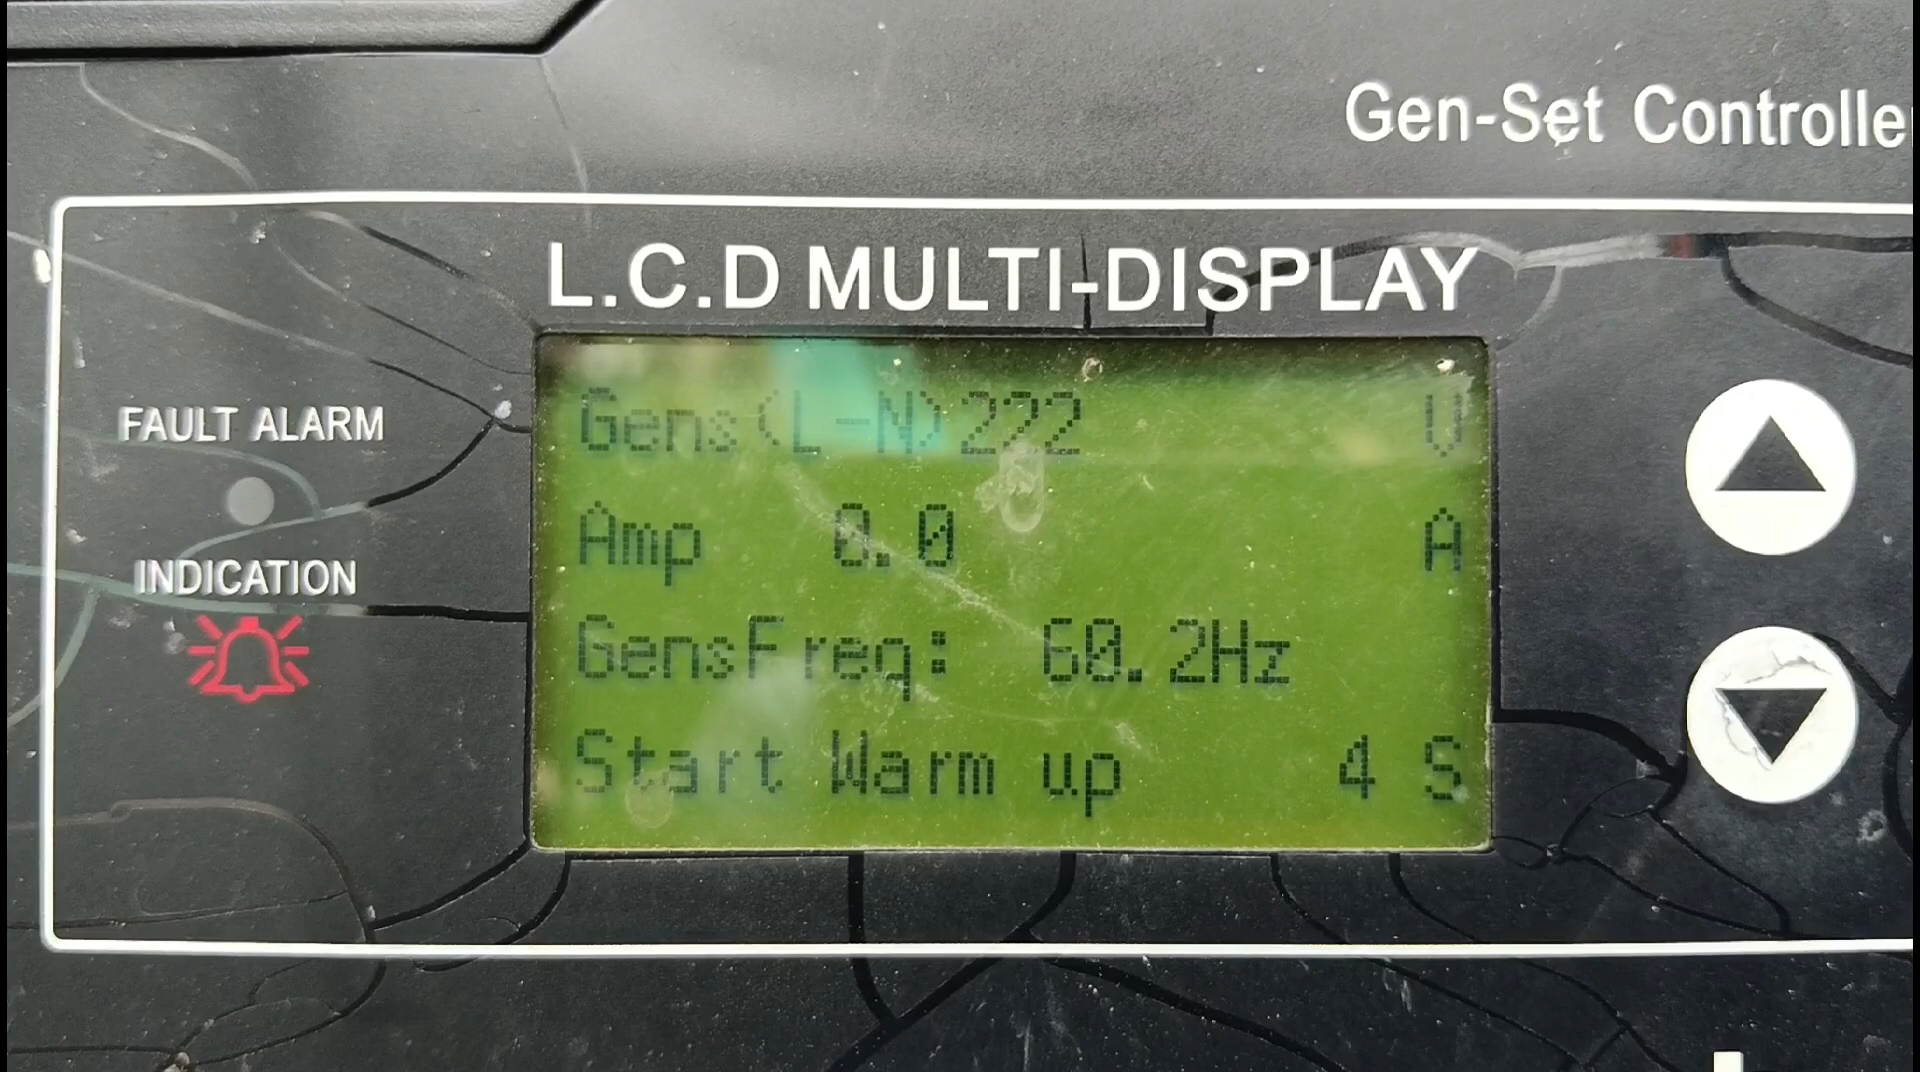 Gen-Set Controlle
L.C.D MULTI-DISPLAY
FAULT ALARM
INDICATION
Gens(L-N)222 V
Amp 0.0 A
GensFreq: 60.2Hz
Start Warm up 4 S